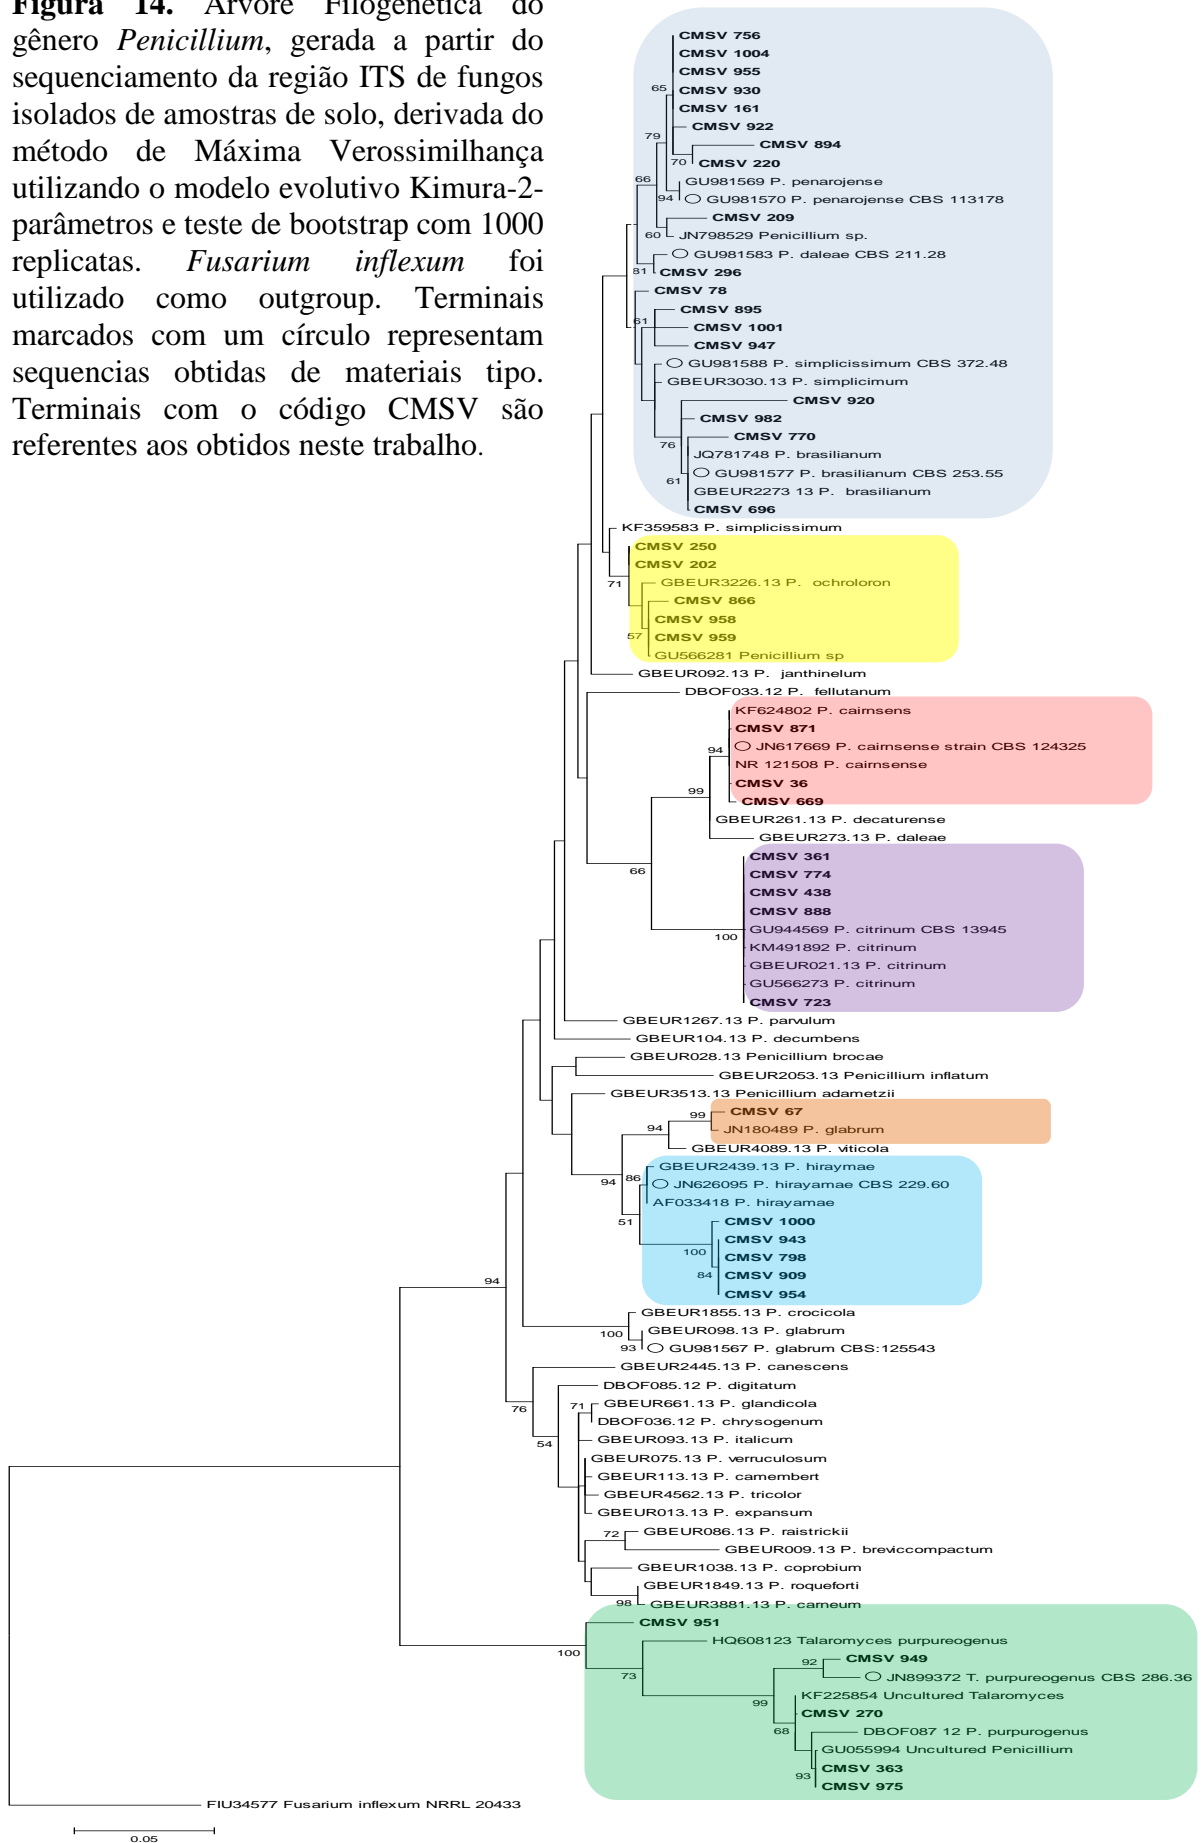 Figura 14. Árvore Filogenética do
gênero Penicillium, gerada a partir do
sequenciamento da região ITS de fungos
isolados de amostras de solo, derivada do
método de Máxima Verossimilhança
utilizando o modelo evolutivo Kimura-2-
parâmetros e teste de bootstrap com 1000
replicatas. Fusarium inflexum foi
utilizado como outgroup. Terminais
marcados com um círculo representam
sequencias obtidas de materiais tipo.
Terminais com o código CMSV são
referentes aos obtidos neste trabalho.
CMSV 756
CMSV 1004
CMSV 955
65
CMSV 930
CMSV 161
CMSV 922
79
CMSV 894
70
CMSV 220
66
GU981569 P. penarojense
94
GU981570 P. penarojense CBS 113178
CMSV 209
60
JN798529 Penicillium sp.
GU981583 P. daleae CBS 211.28
81
CMSV 296
CMSV 78
CMSV 895
61
CMSV 1001
CMSV 947
GU981588 P. simplicissimum CBS 372.48
GBEUR3030.13 P. simplicimum
CMSV 920
CMSV 982
CMSV 770
76
JQ781748 P. brasilianum
GU981577 P. brasilianum CBS 253.55
61
GBEUR2273 13 P. brasilianum
CMSV 696
KF359583 P. simplicissimum
CMSV 250
CMSV 202
71
GBEUR3226.13 P. ochroloron
CMSV 866
CMSV 958
57
CMSV 959
GU566281 Penicillium sp
GBEUR092.13 P. janthinelum
DBOF033.12 P. fellutanum
KF624802 P. cairnsens
CMSV 871
94
JN617669 P. cairnsense strain CBS 124325
NR 121508 P. cairnsense
CMSV 36
99
CMSV 669
GBEUR261.13 P. decaturense
GBEUR273.13 P. daleae
CMSV 361
66
CMSV 774
CMSV 438
CMSV 888
GU944569 P. citrinum CBS 13945
100
KM491892 P. citrinum
GBEUR021.13 P. citrinum
GU566273 P. citrinum
CMSV 723
GBEUR1267.13 P. parvulum
GBEUR104.13 P. decumbens
GBEUR028.13 Penicillium brocae
GBEUR2053.13 Penicillium inflatum
GBEUR3513.13 Penicillium adametzii
CMSV 67
99
JN180489 P. glabrum
94
GBEUR4089.13 P. viticola
GBEUR2439.13 P. hiraymae
94
86
JN626095 P. hirayamae CBS 229.60
AF033418 P. hirayamae
51
CMSV 1000
CMSV 943
100
CMSV 798
84
CMSV 909
94
CMSV 954
GBEUR1855.13 P. crocicola
100
GBEUR098.13 P. glabrum
93
GU981567 P. glabrum CBS:125543
GBEUR2445.13 P. canescens
DBOF085.12 P. digitatum
76
71
GBEUR661.13 P. glandicola
DBOF036.12 P. chrysogenum
54
GBEUR093.13 P. italicum
GBEUR075.13 P. verruculosum
GBEUR113.13 P. camembert
GBEUR4562.13 P. tricolor
GBEUR013.13 P. expansum
72
GBEUR086.13 P. raistrickii
GBEUR009.13 P. breviccompactum
GBEUR1038.13 P. coprobium
GBEUR1849.13 P. roqueforti
98
GBEUR3881.13 P. carneum
CMSV 951
100
HQ608123 Talaromyces purpureogenus
73
92
CMSV 949
JN899372 T. purpureogenus CBS 286.36
99
KF225854 Uncultured Talaromyces
CMSV 270
68
DBOF087 12 P. purpurogenus
GU055994 Uncultured Penicillium
93
CMSV 363
CMSV 975
FIU34577 Fusarium inflexum NRRL 20433
0.05